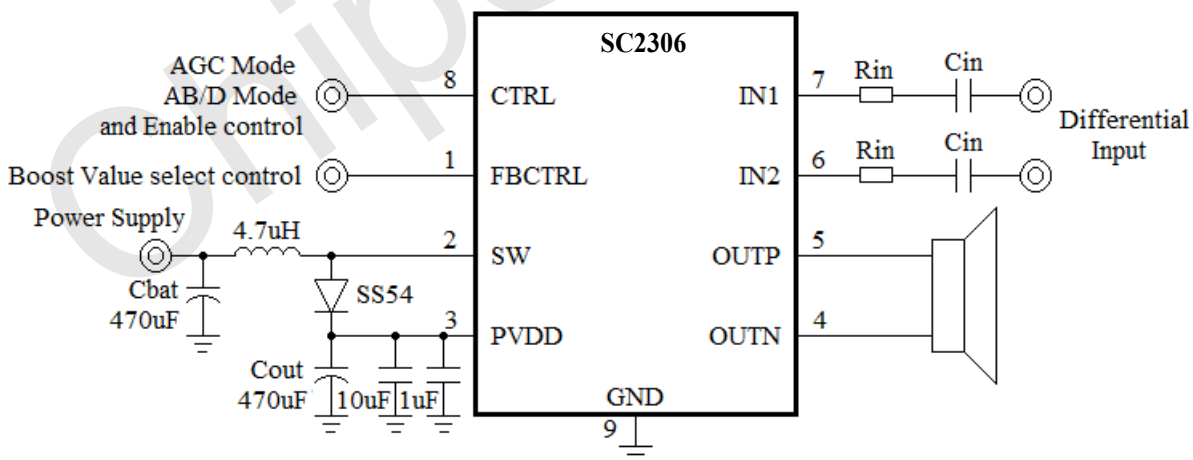 SC2306
AGC Mode
AB/D Mode
and Enable control
8
CTRL
IN1
7
Rin
Cin
Differential
Input
Boost Value select control
1
FBCTRL
IN2
6
Rin
Cin
Power Supply
4.7uH
2
SW
OUTP
5
Cbat
470uF
SS54
3
PVDD
OUTN
4
Cout
470uF
10uF
1uF
GND
9